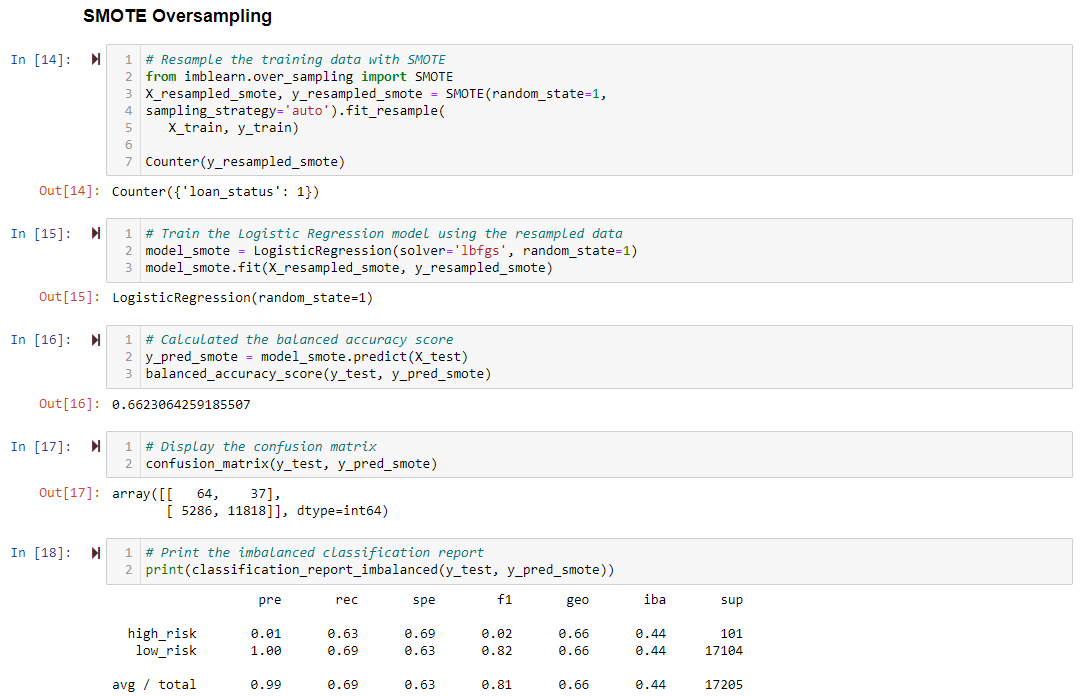 SMOTE Oversampling
In [14]:
1 # Resample the training data with SMOTE
2 from imblearn.over_sampling import SMOTE
3 X_resampled_smote, y_resampled_smote = SMOTE(random_state=1,
4 sampling_strategy='auto').fit_resample(
5    X_train, y_train)
6
7 Counter(y_resampled_smote)
Out[14]: Counter({'loan_status': 1})
In [15]:
1 # Train the Logistic Regression model using the resampled data
2 model_smote = LogisticRegression(solver='lbfgs', random_state=1)
3 model_smote.fit(X_resampled_smote, y_resampled_smote)
Out[15]: LogisticRegression(random_state=1)
In [16]:
1 # Calculated the balanced accuracy score
2 y_pred_smote = model_smote.predict(X_test)
3 balanced_accuracy_score(y_test, y_pred_smote)
Out[16]: 0.6623064259185507
In [17]:
1 # Display the confusion matrix
2 confusion_matrix(y_test, y_pred_smote)
Out[17]: array([[   64,    37],
       [ 5286, 11818]], dtype=int64)
In [18]:
1 # Print the imbalanced classification report
2 print(classification_report_imbalanced(y_test, y_pred_smote))
pre rec spe f1 geo iba sup
high_risk 0.01 0.63 0.69 0.02 0.66 0.44 101
low_risk 1.00 0.69 0.63 0.82 0.66 0.44 17104
avg / total 0.99 0.69 0.63 0.81 0.66 0.44 17205